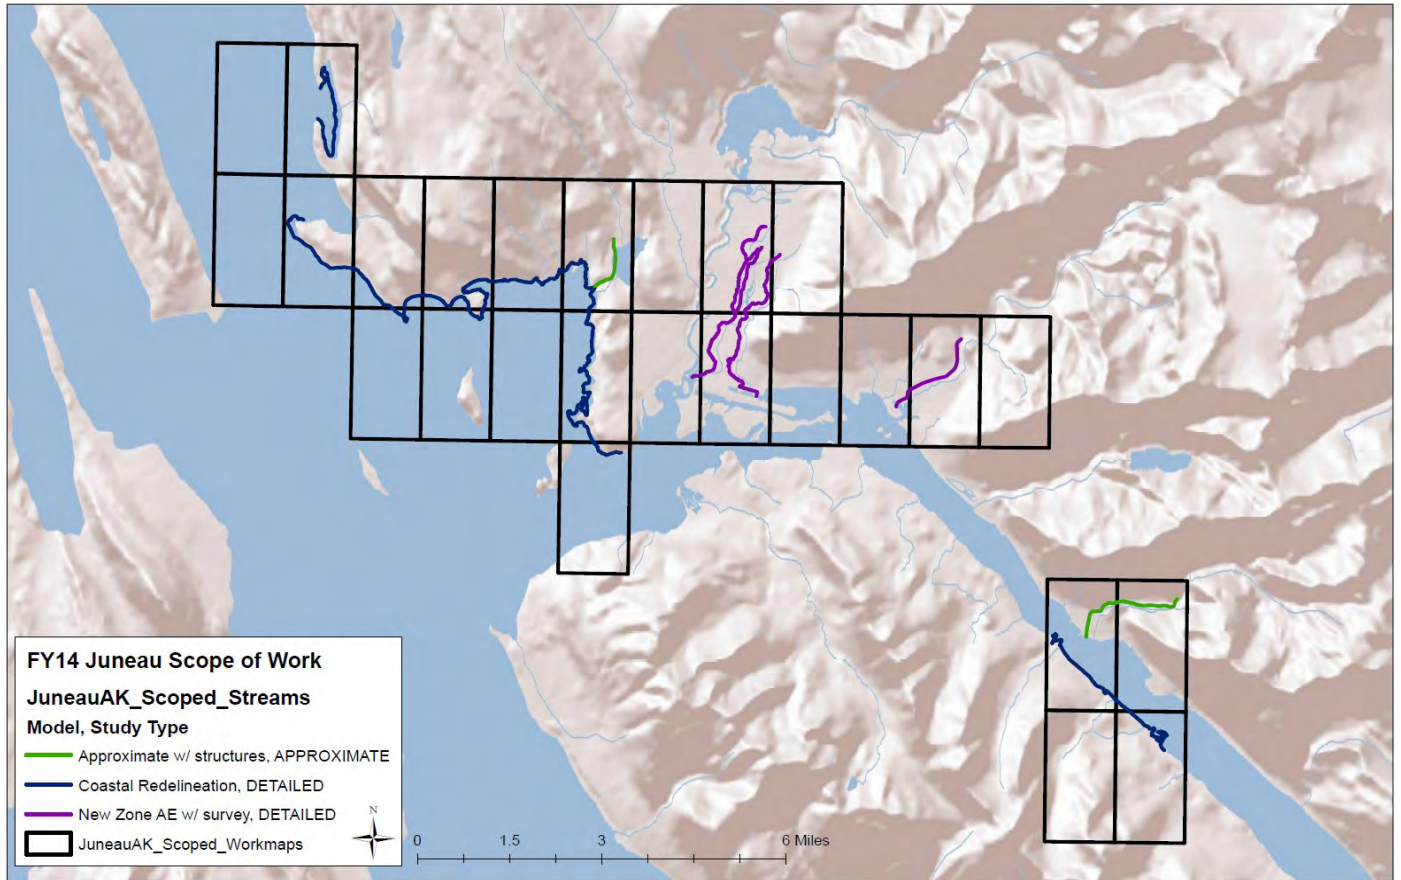 FY14 Juneau Scope of Work
JuneauAK_Scoped_Streams
Model, Study Type
Approximate w/ structures, APPROXIMATE
Coastal Redelineation, DETAILED
New Zone AE w/ survey, DETAILED
JuneauAK_Scoped_Workmaps
N
0 1.5 3 6 Miles